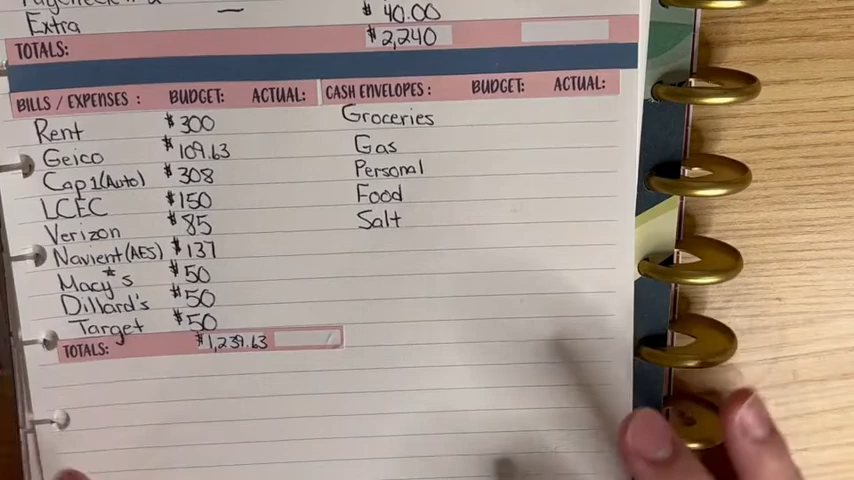 Extra — $40.00
TOTALS: $2,240
BILLS / EXPENSES : BUDGET: ACTUAL: CASH ENVELOPES : BUDGET: ACTUAL:
Rent $300 Groceries
Geico $109.63 Gas
Cap 1 (Auto) $308 Personal
LCEC $150 Food
Verizon $85 Salt
Navient (AES) $137
Macy*s $50
Dillard's $50
Target $50
TOTALS: $1,239.63